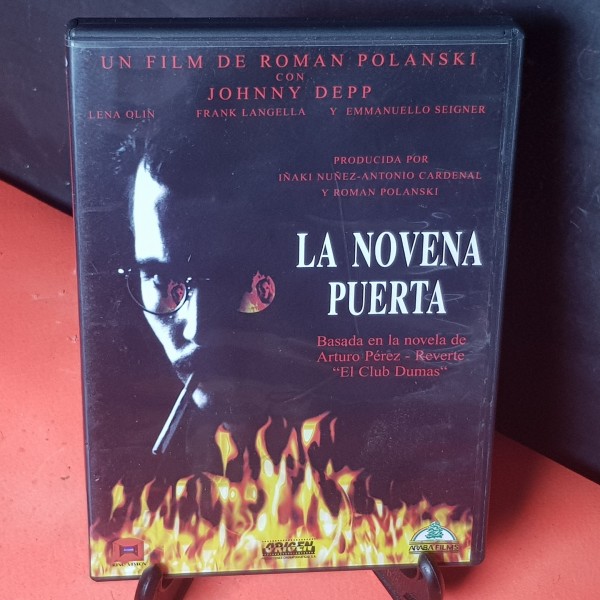 UN FILM DE ROMAN POLANSKI
CON
JOHNNY DEPP
LENA QLIN FRANK LANGELLA Y EMMANUELLO SEIGNER
PRODUCIDA POR
IÑAKI NUÑEZ-ANTONIO CARDENAL
Y ROMAN POLANSKI
LA NOVENA
PUERTA
Basada en la novela de
Arturo Pérez - Reverte
"El Club Dumas"
ORIGEN
ARABA FILMS